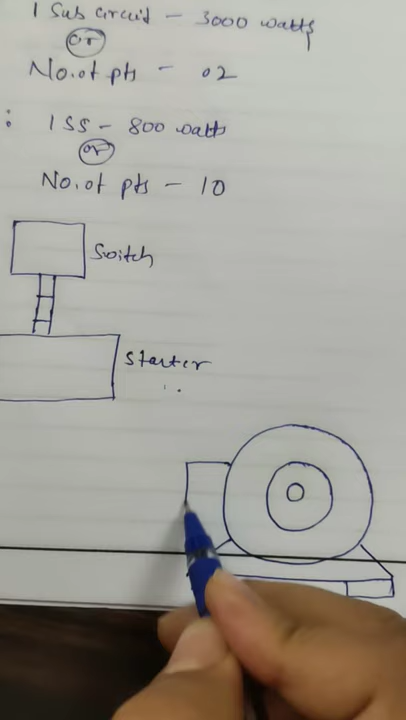 1 Sub circuit - 3000 watts
or
No. of pts - 02
: 1 SS - 800 watts
or
No. of pts - 10
Switch
Starter